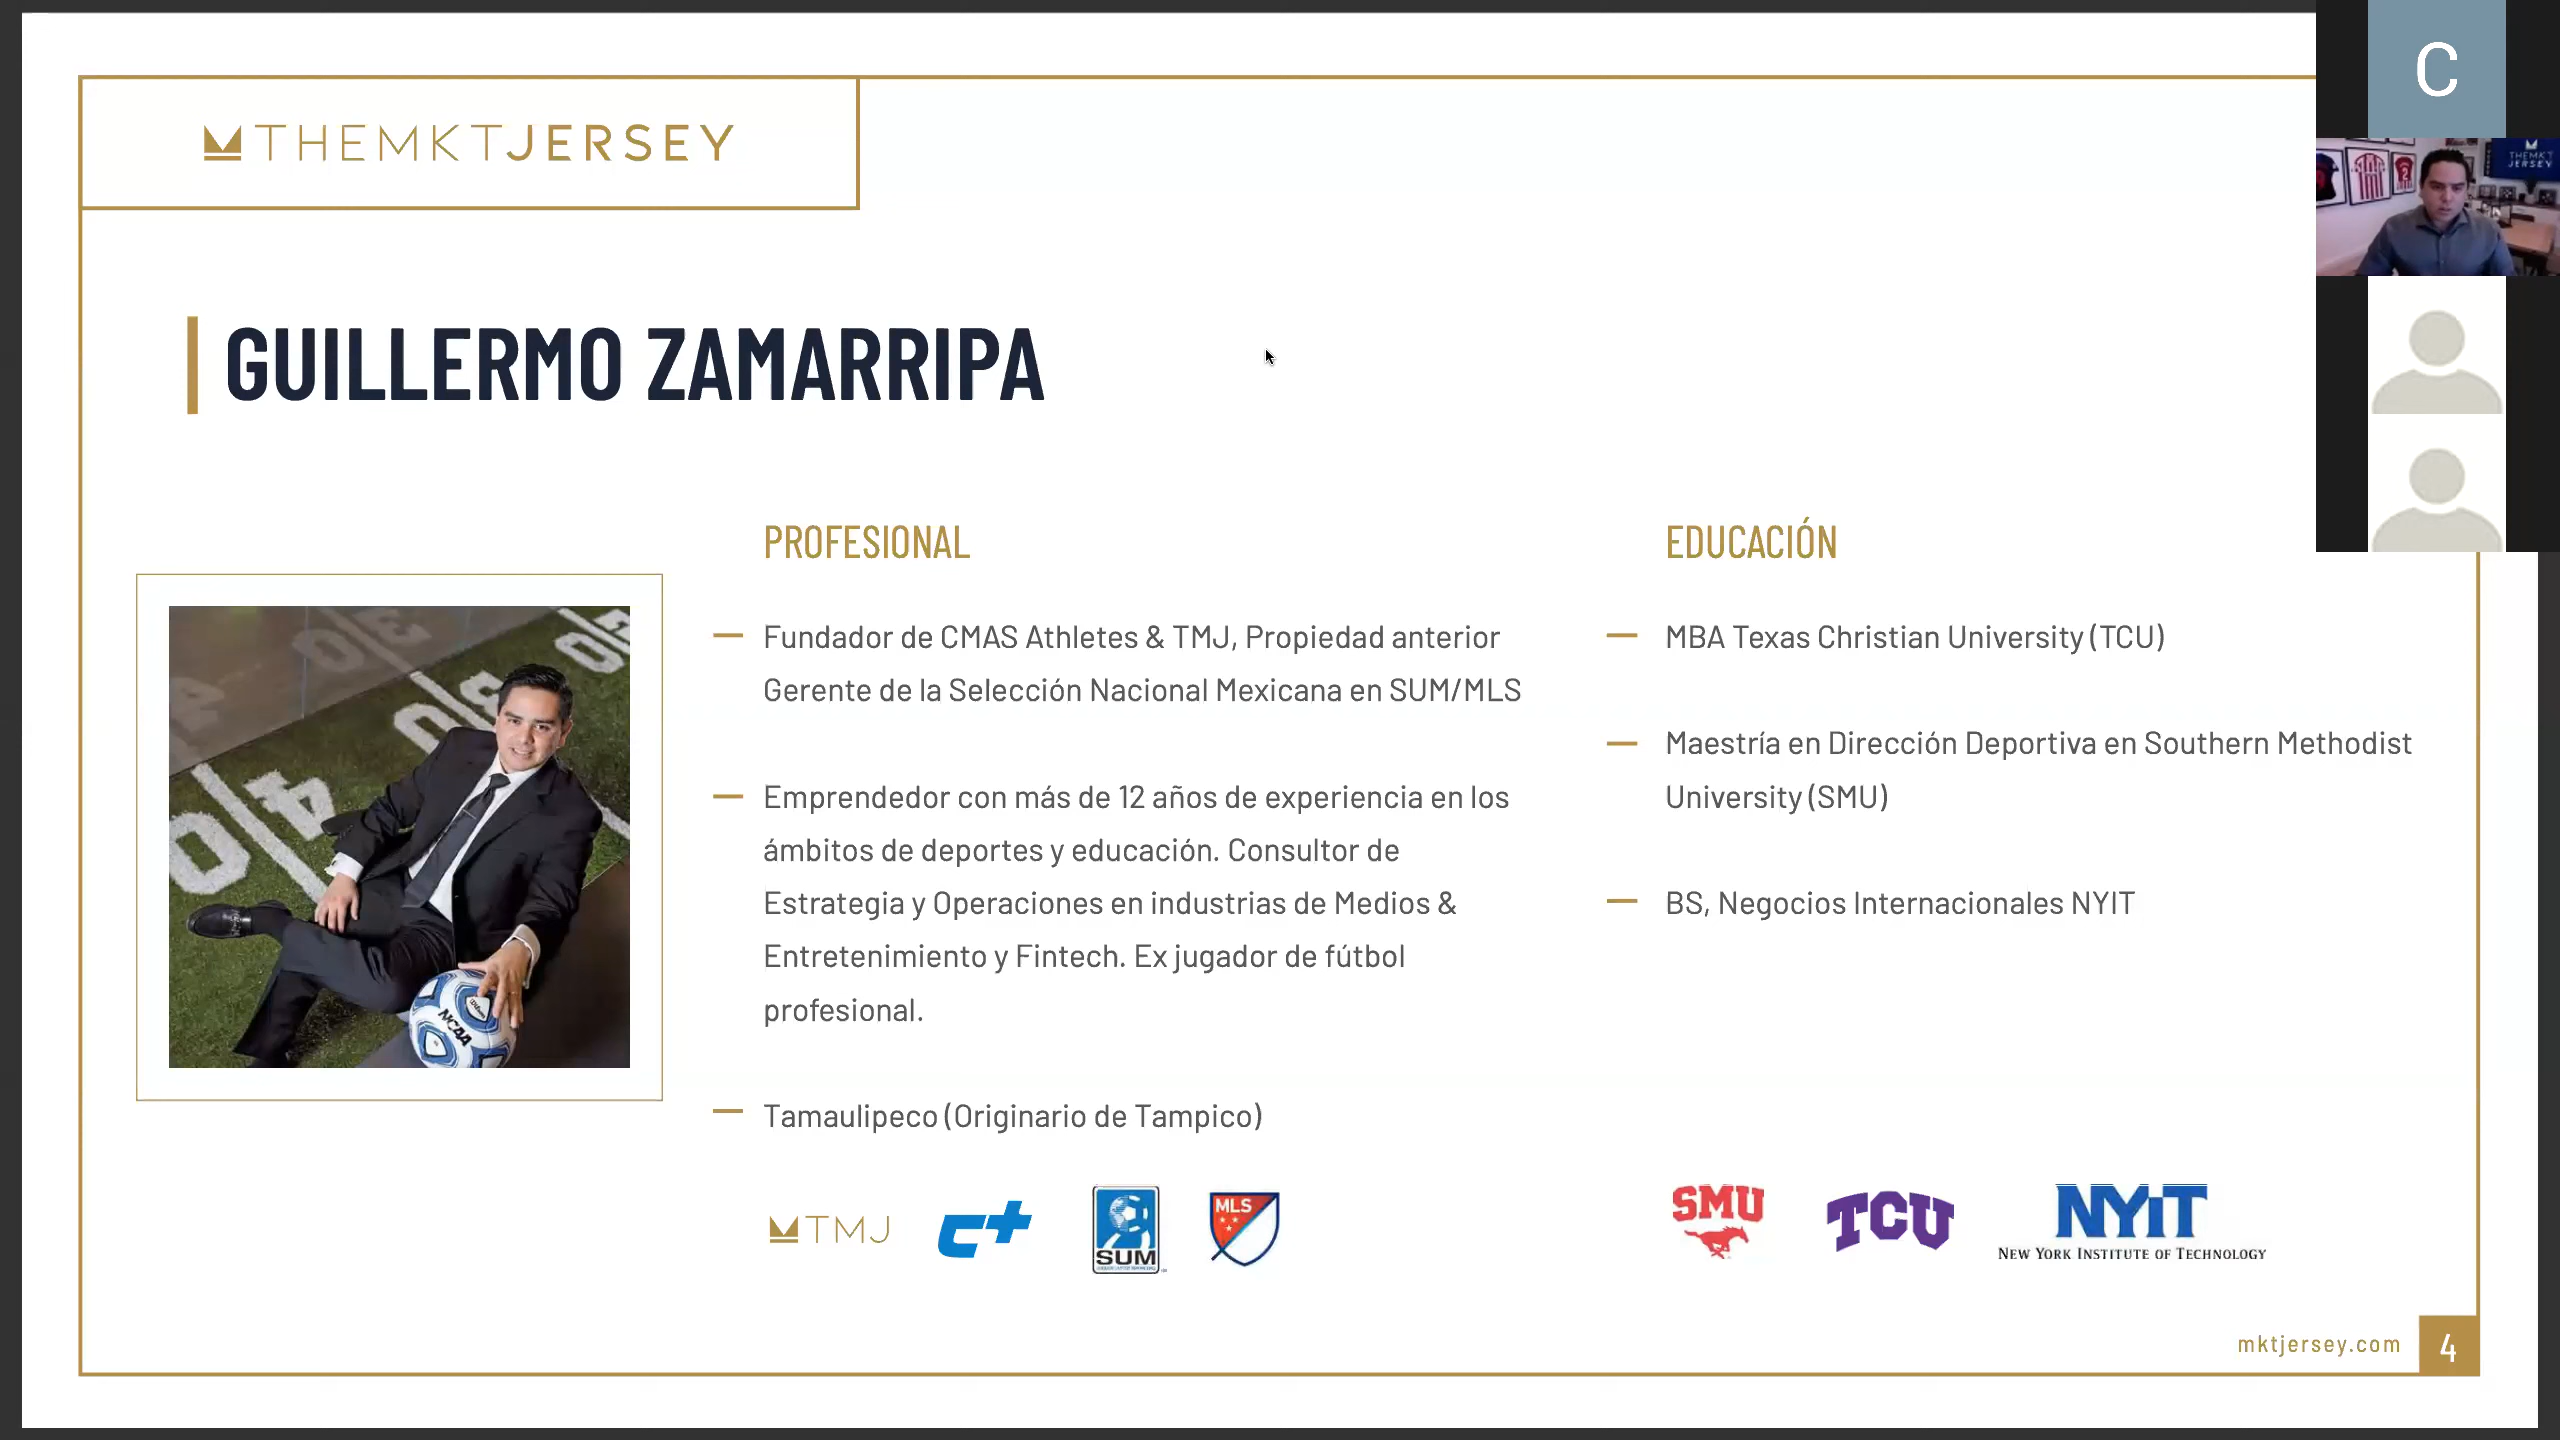 THEMKTJERSEY
C
THEMKT
JERSEY
GUILLERMO ZAMARRIPA
PROFESIONAL
Fundador de CMAS Athletes & TMJ, Propiedad anterior
Gerente de la Selección Nacional Mexicana en SUM/MLS
Emprendedor con más de 12 años de experiencia en los
ámbitos de deportes y educación. Consultor de
Estrategia y Operaciones en industrias de Medios &
Entretenimiento y Fintech. Ex jugador de fútbol
profesional.
Tamaulipeco (Originario de Tampico)
EDUCACIÓN
MBA Texas Christian University (TCU)
Maestría en Dirección Deportiva en Southern Methodist
University (SMU)
BS, Negocios Internacionales NYIT
NCAA
TMJ
C+
SUM
MLS
SMU
TCU
NYIT
NEW YORK INSTITUTE OF TECHNOLOGY
mktjersey.com
4